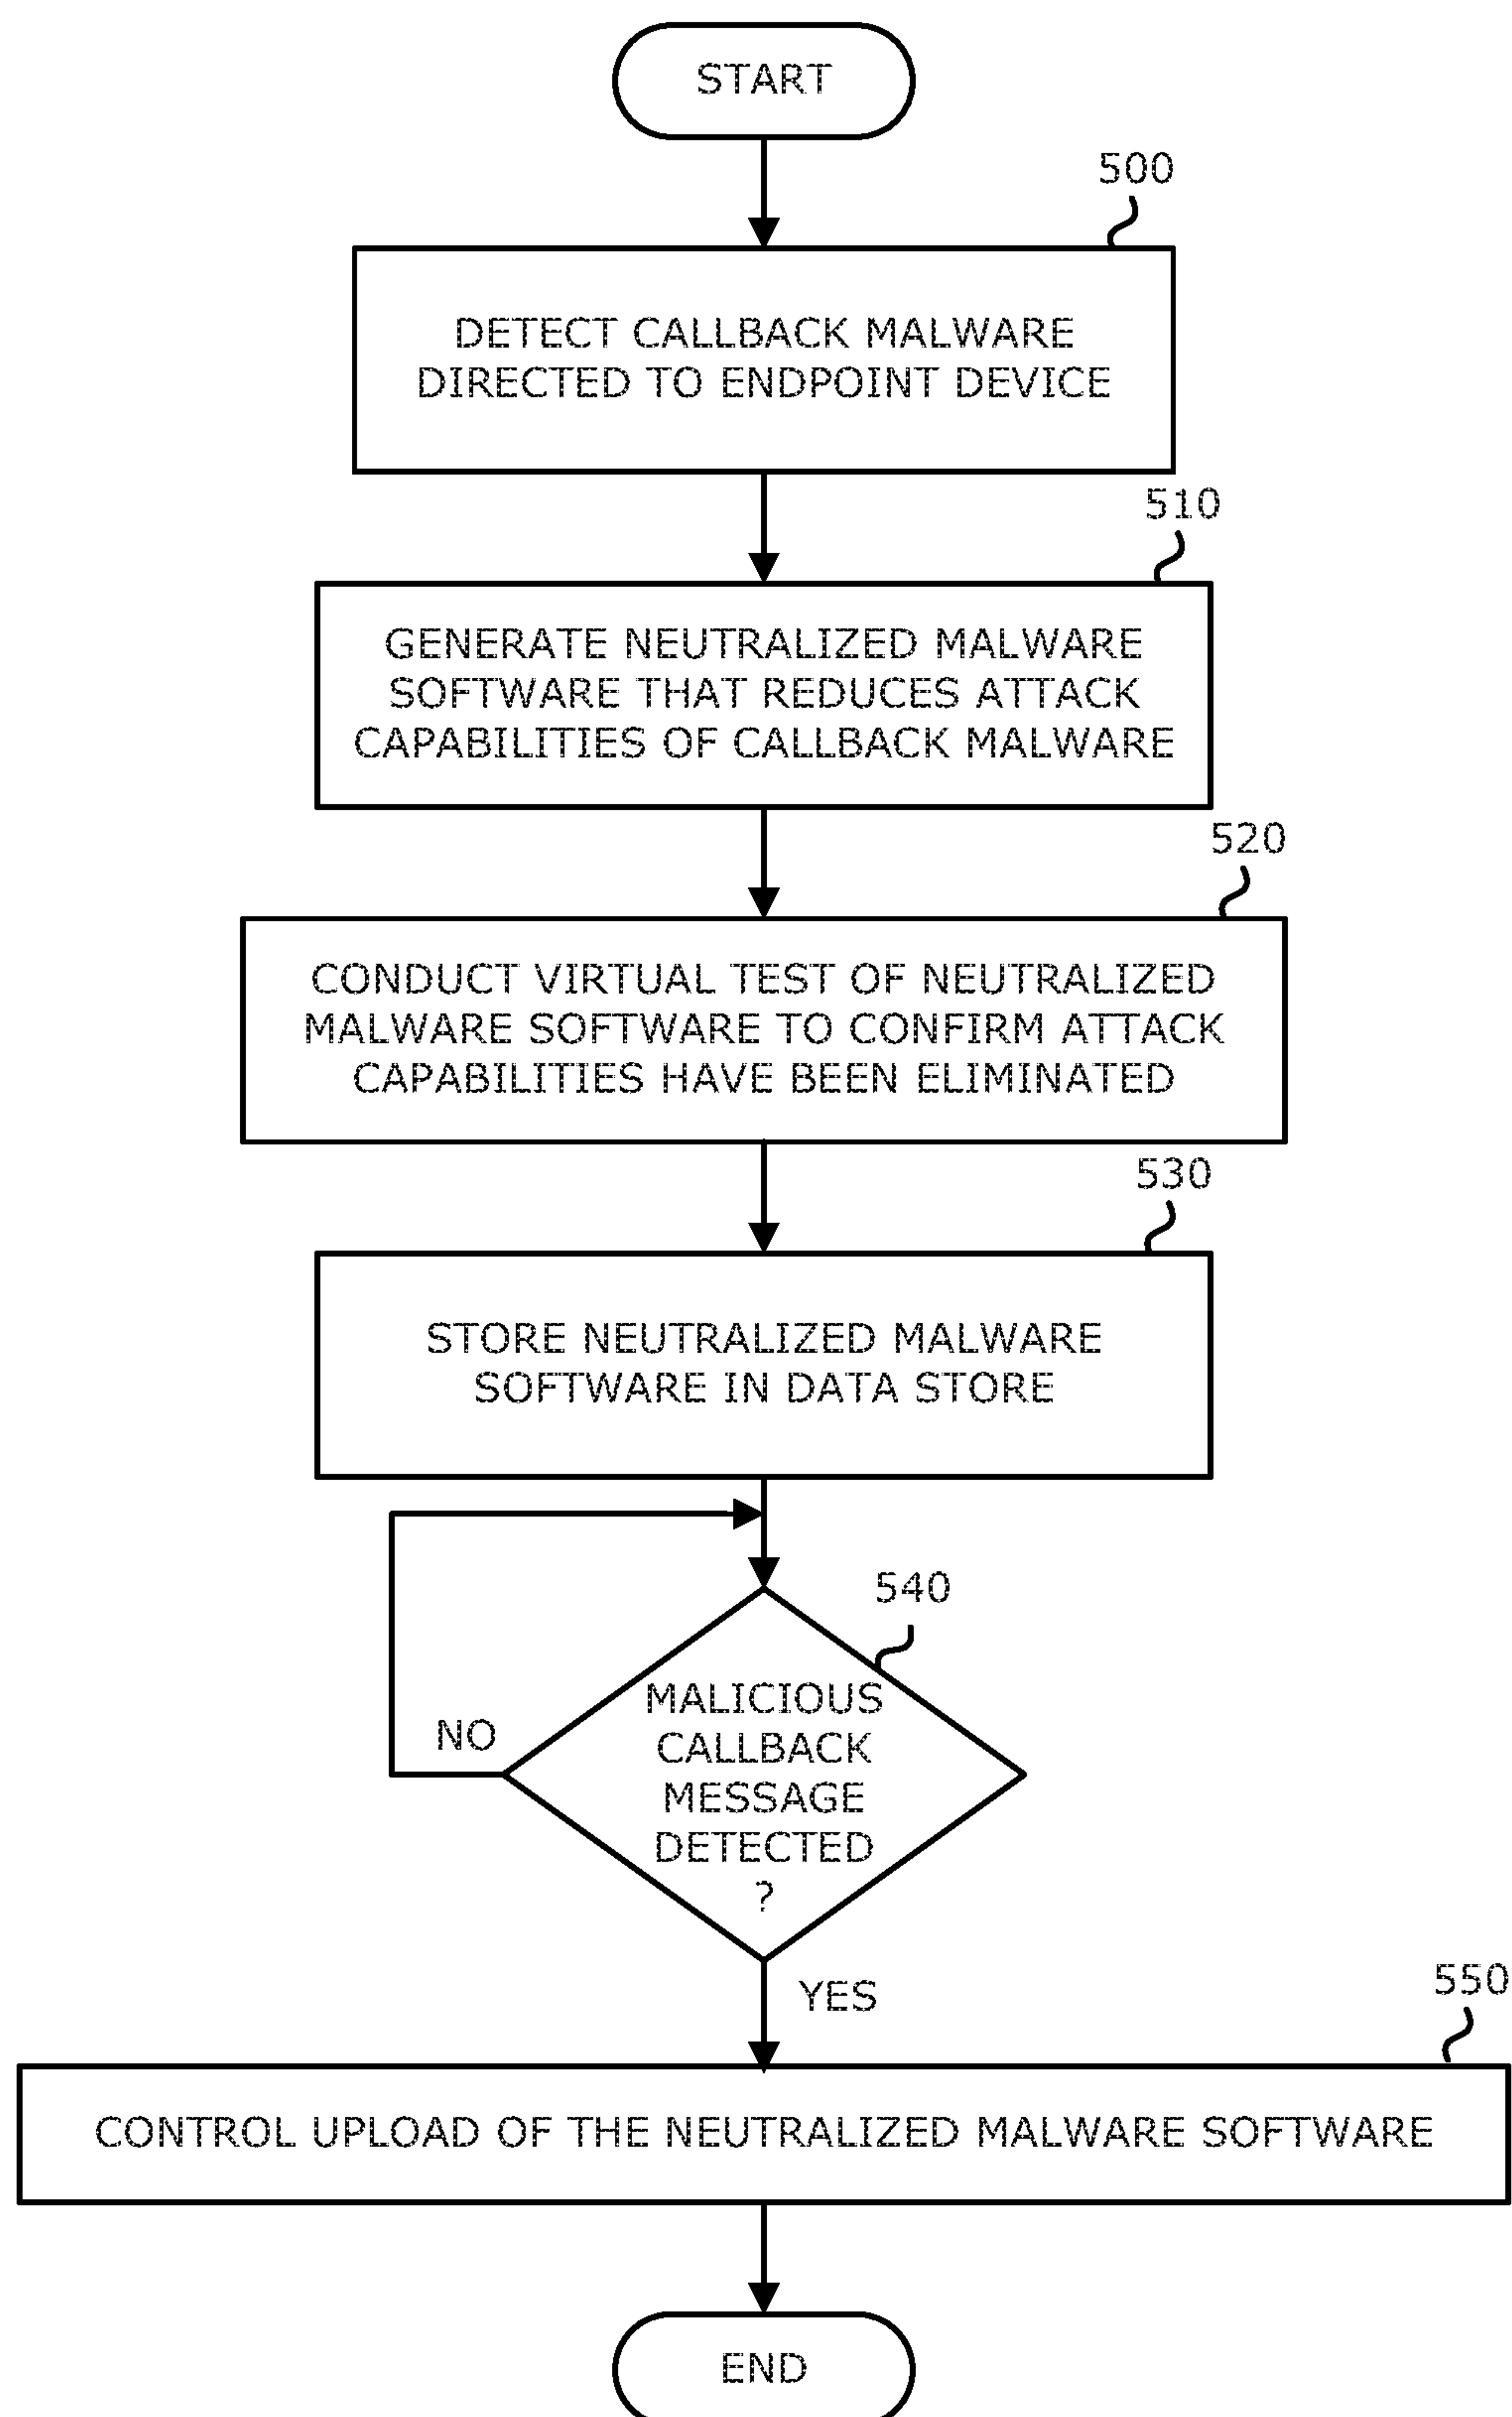 START
500
DETECT CALLBACK MALWARE
DIRECTED TO ENDPOINT DEVICE
510
GENERATE NEUTRALIZED MALWARE
SOFTWARE THAT REDUCES ATTACK
CAPABILITIES OF CALLBACK MALWARE
520
CONDUCT VIRTUAL TEST OF NEUTRALIZED
MALWARE SOFTWARE TO CONFIRM ATTACK
CAPABILITIES HAVE BEEN ELIMINATED
530
STORE NEUTRALIZED MALWARE
SOFTWARE IN DATA STORE
540
MALICIOUS
CALLBACK
MESSAGE
DETECTED
?
NO
YES
550
CONTROL UPLOAD OF THE NEUTRALIZED MALWARE SOFTWARE
END